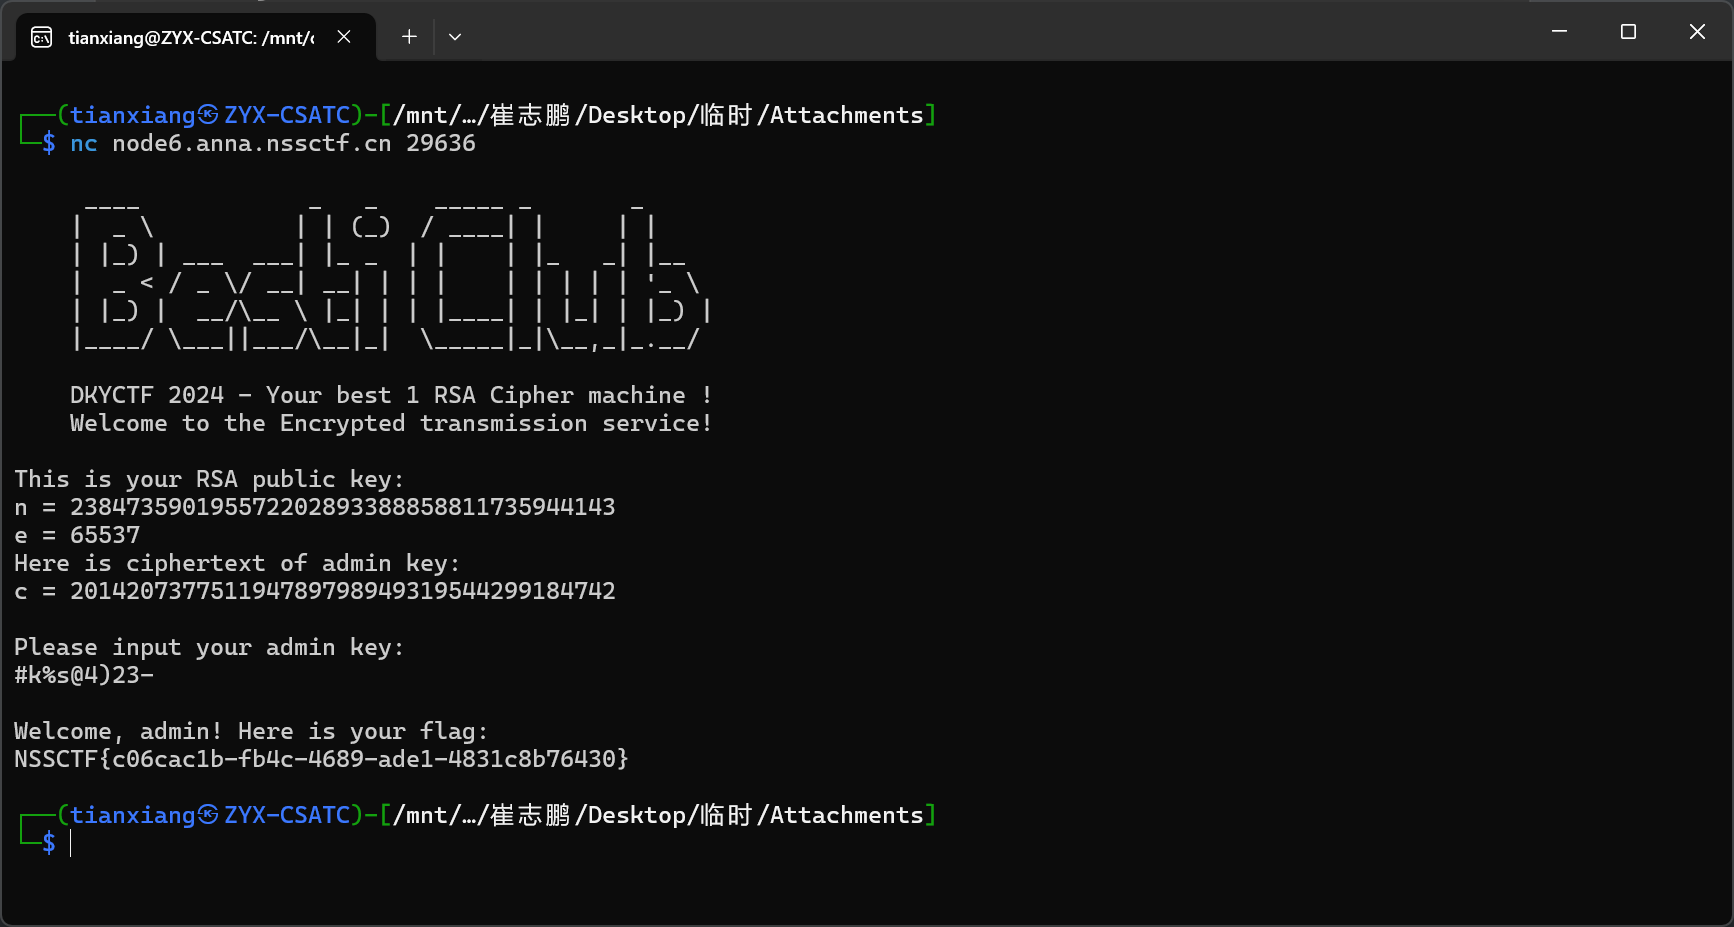 tianxiang@ZYX-CSATC: /mnt/c
(tianxiang㉿ZYX-CSATC)-[/mnt/…/崔志鹏/Desktop/临时/Attachments]
$ nc node6.anna.nssctf.cn 29636
 ____            _   _    _____ _       _
|  _ \          | | (_)  / ____| |     | |
| |_) | ___  ___| |_ _  | |    | |_   _| |__
|  _ < / _ \/ __| __| | | |    | | | | | '_ \
| |_) |  __/\__ \ |_| | | |____| | |_| | |_) |
|____/ \___||___/\__|_|  \_____|_|\__,_|_.__/
DKYCTF 2024 - Your best 1 RSA Cipher machine !
Welcome to the Encrypted transmission service!
This is your RSA public key:
n = 238473590195572202893388858811735944143
e = 65537
Here is ciphertext of admin key:
c = 201420737751194789798949319544299184742
Please input your admin key:
#k%s@4)23-
Welcome, admin! Here is your flag:
NSSCTF{c06cac1b-fb4c-4689-ade1-4831c8b76430}
(tianxiang㉿ZYX-CSATC)-[/mnt/…/崔志鹏/Desktop/临时/Attachments]
$